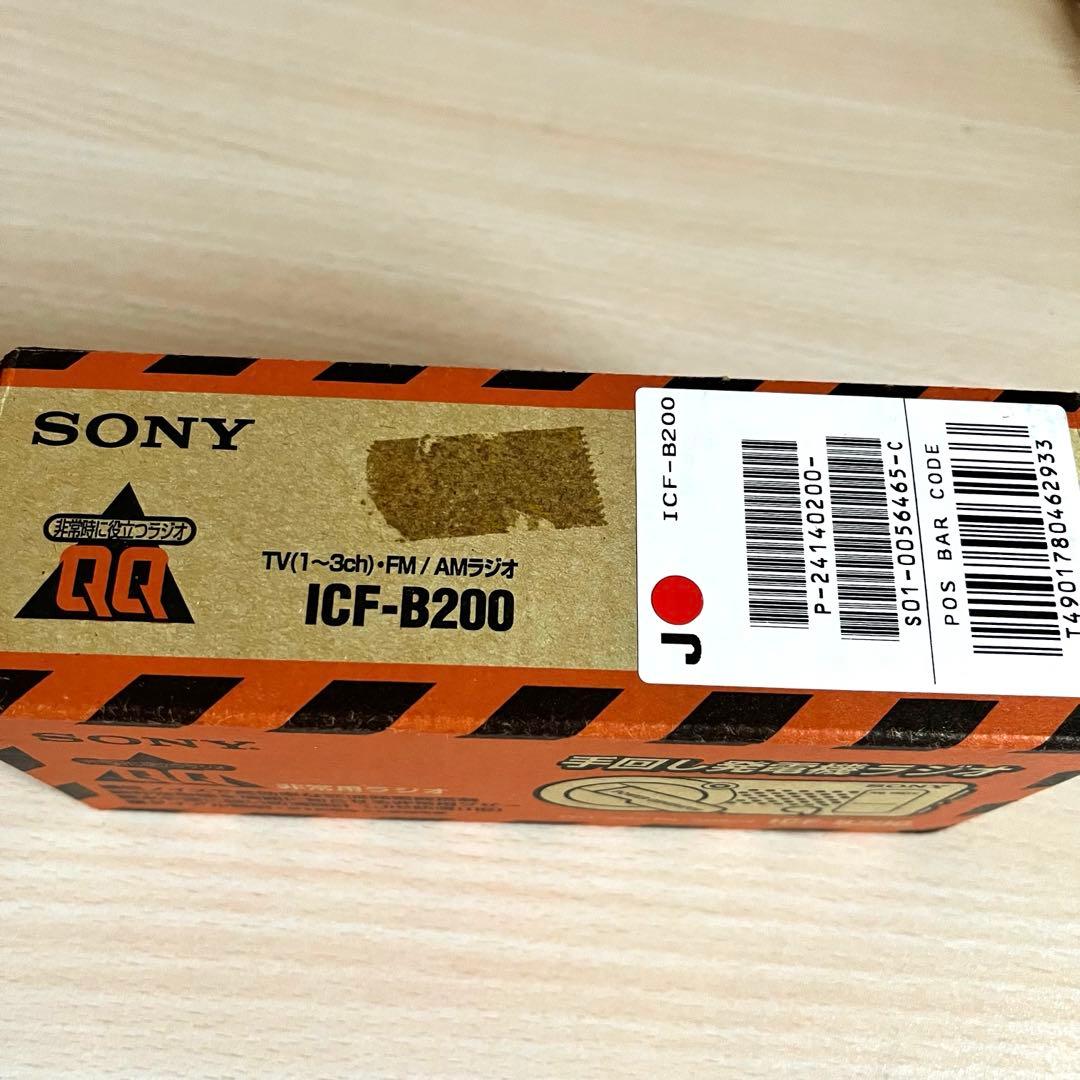 SONY
非常時に役立つラジオ
QQ
TV(1～3ch)・FM / AMラジオ
ICF-B200
ICF-B200
J
P-24140200-
S01-0056465-C
POS BAR CODE
T4901780462933
SONY
QQ
非常用ラジオ
手回し発電機ラジオ
SONY